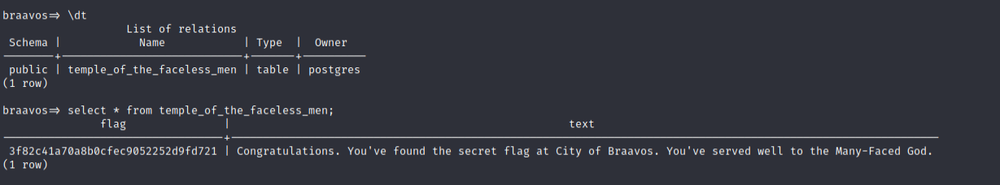 braavos=> \dt
List of relations
Schema | Name | Type | Owner
public | temple_of_the_faceless_men | table | postgres
(1 row)
braavos=> select * from temple_of_the_faceless_men;
flag | text
3f82c41a70a8b0cfec9052252d9fd721 | Congratulations. You've found the secret flag at City of Braavos. You've served well to the Many-Faced God.
(1 row)